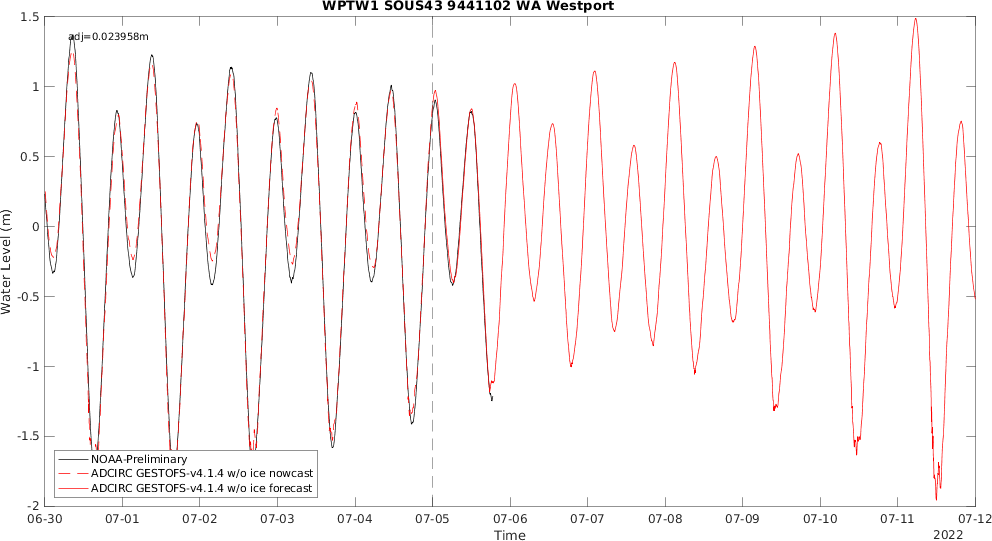 WPTW1 SOUS43 9441102 WA Westport
adj=0.023958m
1.5
1
0.5
0
-0.5
-1
-1.5
-2
Water Level (m)
NOAA-Preliminary
ADCIRC GESTOFS-v4.1.4 w/o ice nowcast
ADCIRC GESTOFS-v4.1.4 w/o ice forecast
06-30 07-01 07-02 07-03 07-04 07-05 07-06 07-07 07-08 07-09 07-10 07-11 07-12
Time
2022